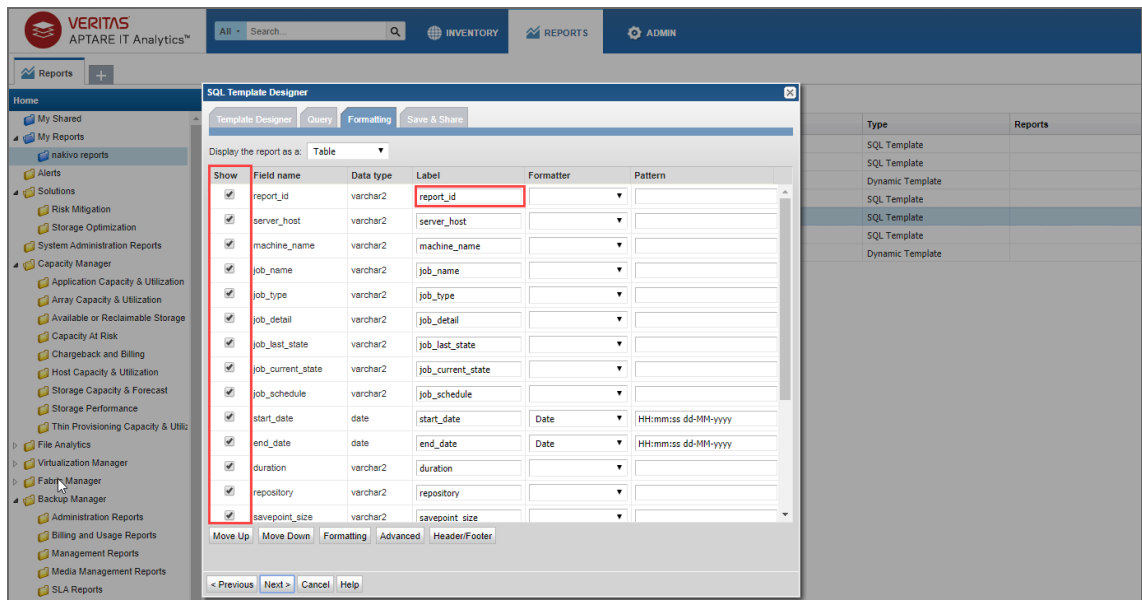 VERITAS
APTARE IT Analytics™
All Search... INVENTORY REPORTS ADMIN
Reports +
Home
My Shared
My Reports
nakivo reports
Alerts
Solutions
Risk Mitigation
Storage Optimization
System Administration Reports
Capacity Manager
Application Capacity & Utilization
Array Capacity & Utilization
Available or Reclaimable Storage
Capacity At Risk
Chargeback and Billing
Host Capacity & Utilization
Storage Capacity & Forecast
Storage Performance
Thin Provisioning Capacity & Utiliz
File Analytics
Virtualization Manager
Fabric Manager
Backup Manager
Administration Reports
Billing and Usage Reports
Management Reports
Media Management Reports
SLA Reports
SQL Template Designer
Template Designer Query Formatting Save & Share
Display the report as a: Table
Show Field name Data type Label Formatter Pattern
report_id varchar2 report_id
server_host varchar2 server_host
machine_name varchar2 machine_name
job_name varchar2 job_name
job_type varchar2 job_type
job_detail varchar2 job_detail
job_last_state varchar2 job_last_state
job_current_state varchar2 job_current_state
job_schedule varchar2 job_schedule
start_date date start_date Date HH:mm:ss dd-MM-yyyy
end_date date end_date Date HH:mm:ss dd-MM-yyyy
duration varchar2 duration
repository varchar2 repository
savepoint_size varchar2 savepoint_size
Move Up Move Down Formatting Advanced Header/Footer
< Previous Next > Cancel Help
Type Reports
SQL Template
SQL Template
Dynamic Template
SQL Template
SQL Template
SQL Template
Dynamic Template